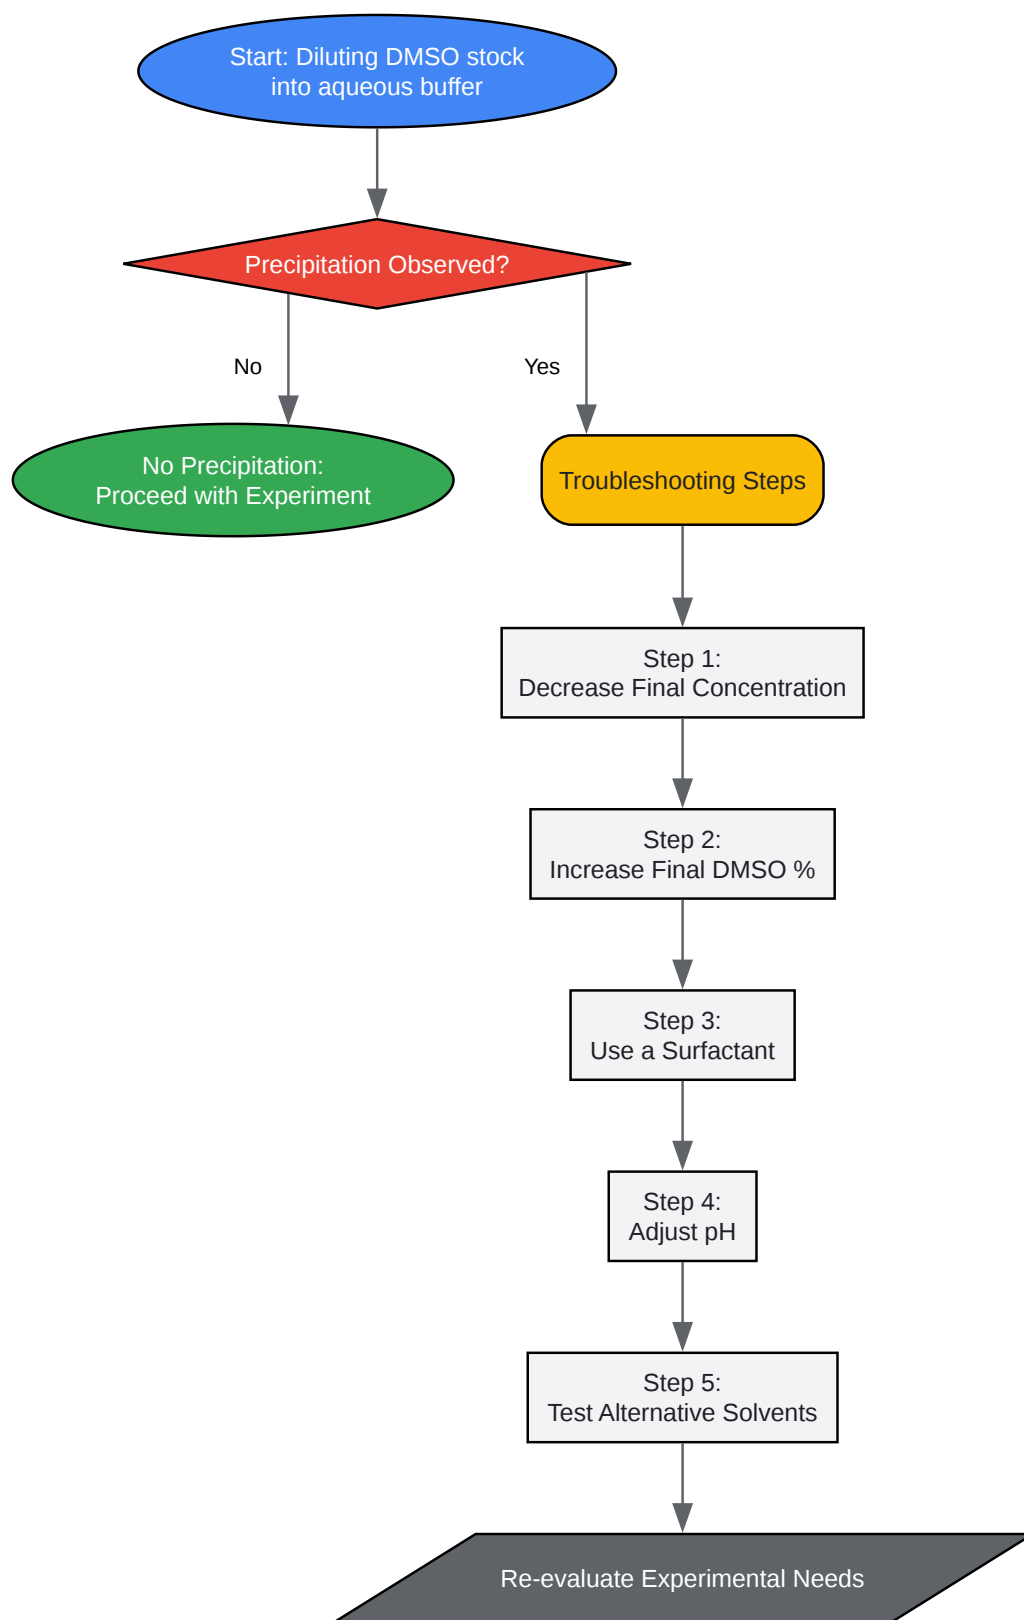 Start: Diluting DMSO stock
into aqueous buffer
Precipitation Observed?
No
Yes
No Precipitation:
Proceed with Experiment
Troubleshooting Steps
Step 1:
Decrease Final Concentration
Step 2:
Increase Final DMSO %
Step 3:
Use a Surfactant
Step 4:
Adjust pH
Step 5:
Test Alternative Solvents
Re-evaluate Experimental Needs